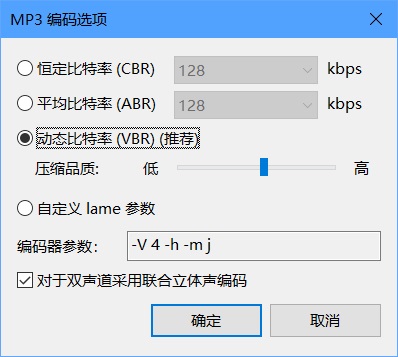 MP3 编码选项
恒定比特率 (CBR) 128 kbps
平均比特率 (ABR) 128 kbps
动态比特率 (VBR) (推荐)
压缩品质: 低 高
自定义 lame 参数
编码器参数: -V 4 -h -m j
对于双声道采用联合立体声编码
确定 取消